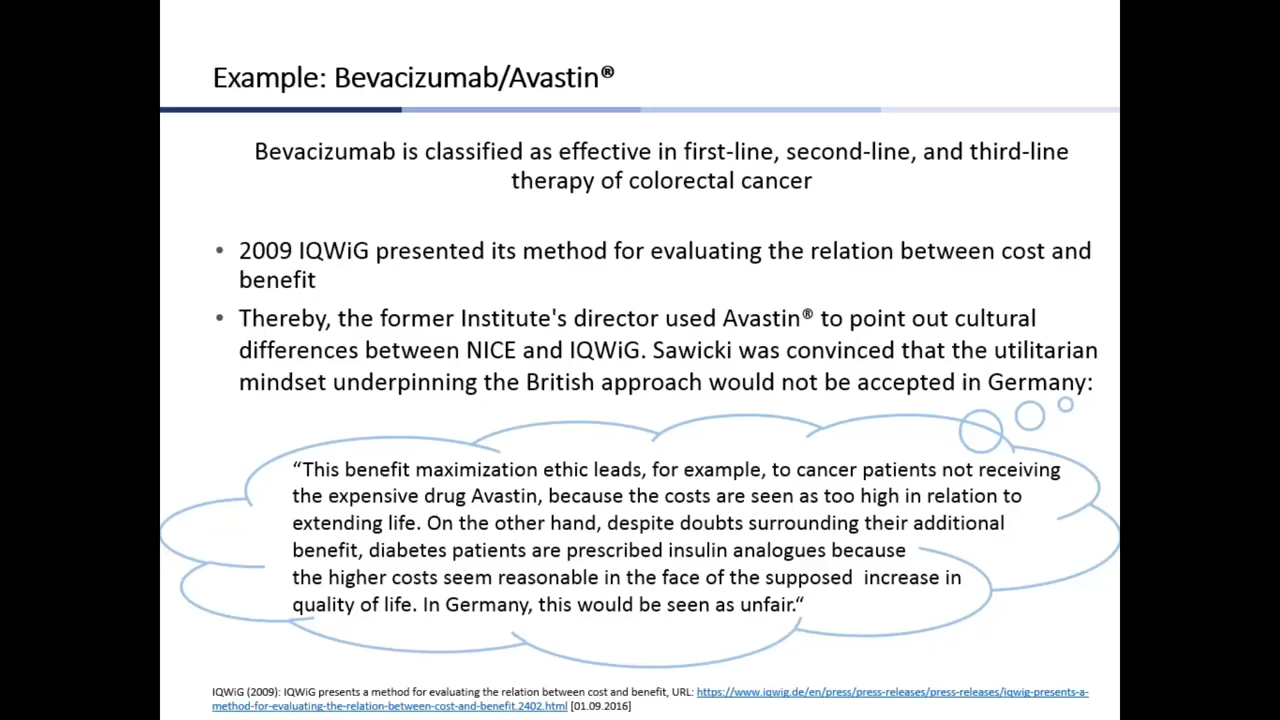 Example: Bevacizumab/Avastin®
Bevacizumab is classified as effective in first-line, second-line, and third-line
therapy of colorectal cancer
• 2009 IQWiG presented its method for evaluating the relation between cost and
benefit
• Thereby, the former Institute's director used Avastin® to point out cultural
differences between NICE and IQWiG. Sawicki was convinced that the utilitarian
mindset underpinning the British approach would not be accepted in Germany:
“This benefit maximization ethic leads, for example, to cancer patients not receiving
the expensive drug Avastin, because the costs are seen as too high in relation to
extending life. On the other hand, despite doubts surrounding their additional
benefit, diabetes patients are prescribed insulin analogues because
the higher costs seem reasonable in the face of the supposed increase in
quality of life. In Germany, this would be seen as unfair.“
IQWiG (2009): IQWiG presents a method for evaluating the relation between cost and benefit, URL: https://www.iqwig.de/en/press/press-releases/press-releases/iqwig-presents-a-
method-for-evaluating-the-relation-between-cost-and-benefit.2402.html [01.09.2016]